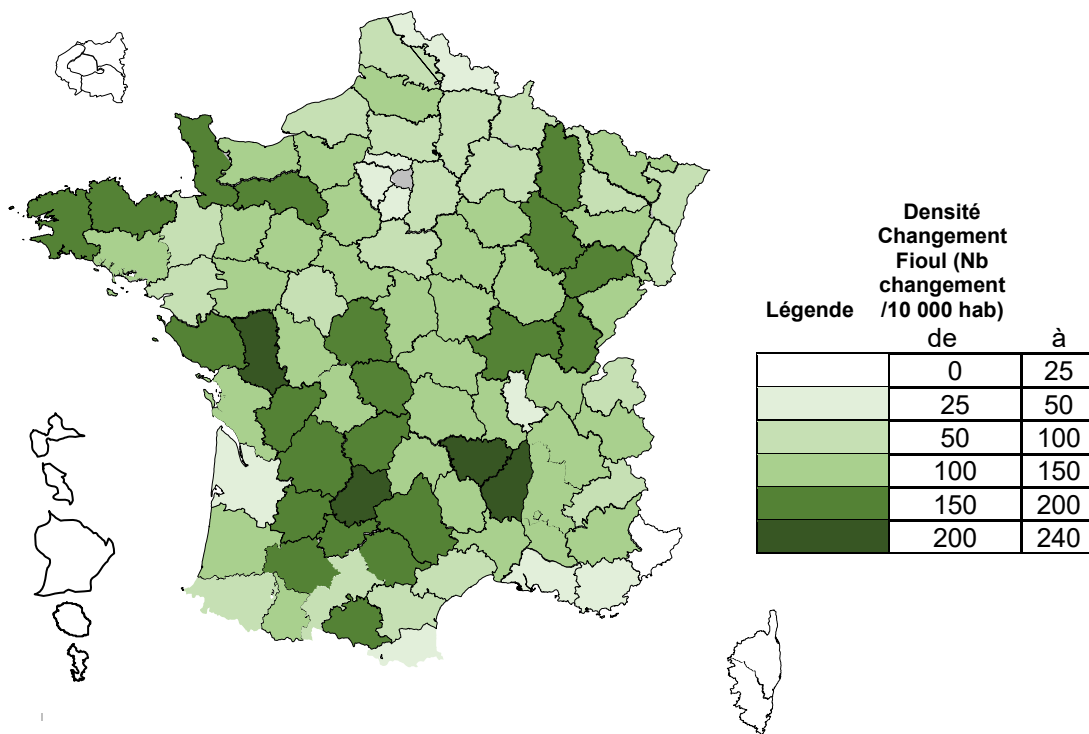 Densité
Changement
Fioul (Nb
changement
Légende /10 000 hab)
de à
0 25
25 50
50 100
100 150
150 200
200 240